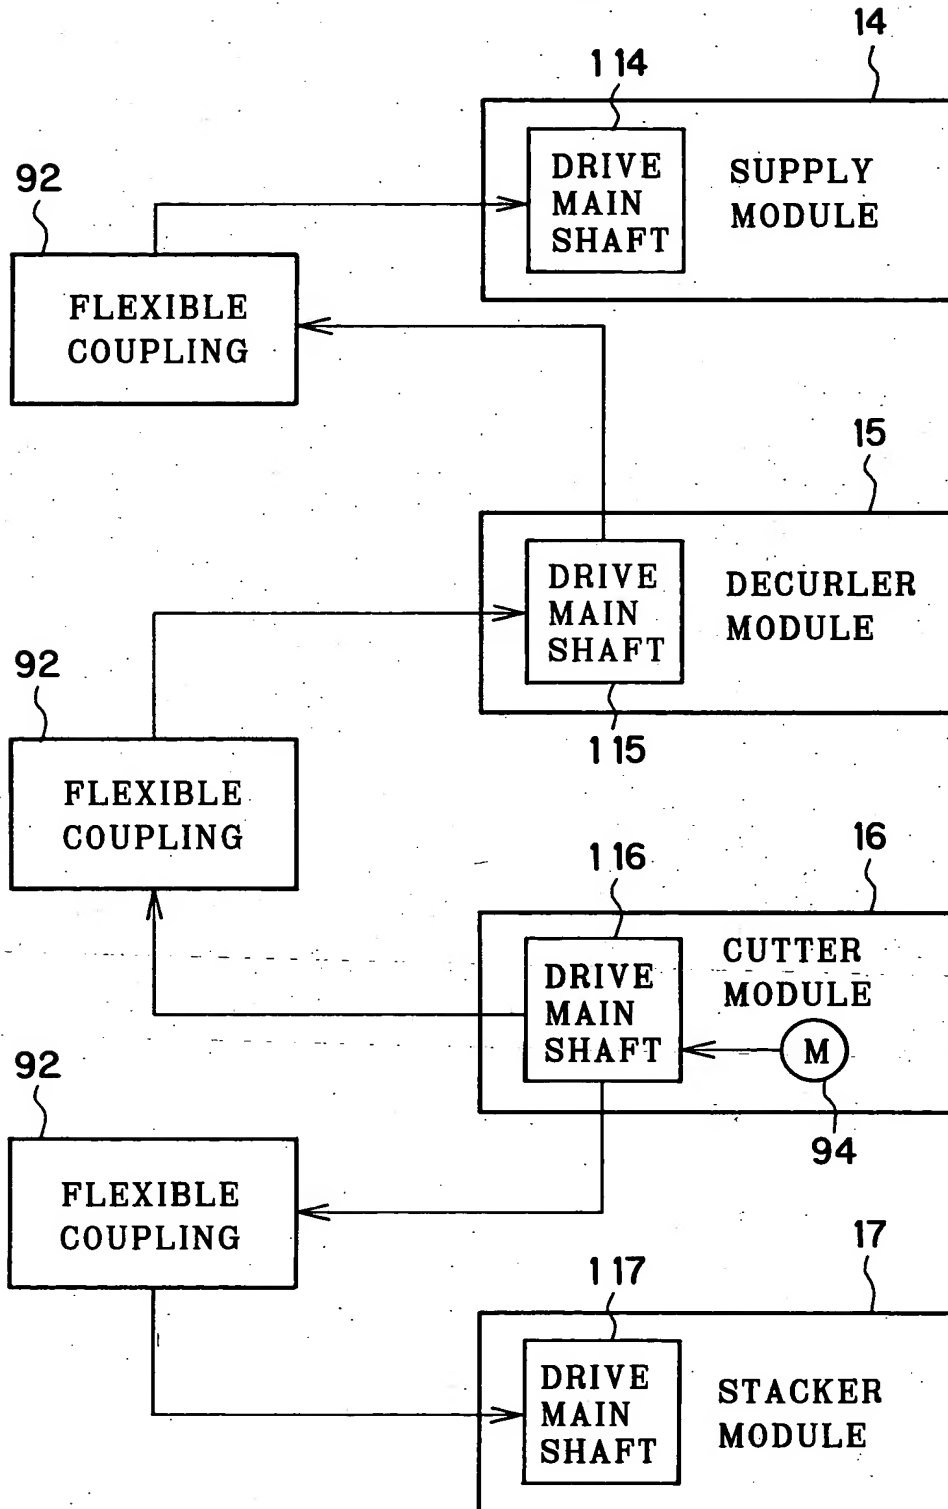 14
114
DRIVE
MAIN
SHAFT
SUPPLY
MODULE
92
FLEXIBLE
COUPLING
15
DRIVE
MAIN
SHAFT
DECURLER
MODULE
115
92
FLEXIBLE
COUPLING
16
116
DRIVE
MAIN
SHAFT
CUTTER
MODULE
M
94
92
FLEXIBLE
COUPLING
17
117
DRIVE
MAIN
SHAFT
STACKER
MODULE